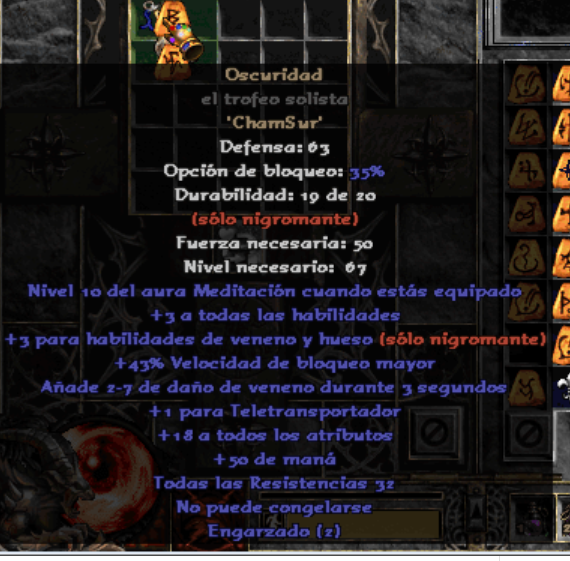 Oscuridad
el trofeo solista
'ChamSur'
Defensa: 63
Opción de bloqueo: 35%
Durabilidad: 19 de 20
(sólo nigromante)
Fuerza necesaria: 50
Nivel necesario: 67
Nivel 10 del aura Meditación cuando estás equipado
+3 a todas las habilidades
+3 para habilidades de veneno y hueso (sólo nigromante)
+43% Velocidad de bloqueo mayor
Añade 2-7 de daño de veneno durante 3 segundos
+1 para Teletransportador
+18 a todos los atributos
+50 de maná
Todas las Resistencias 32
No puede congelarse
Engarzado (2)